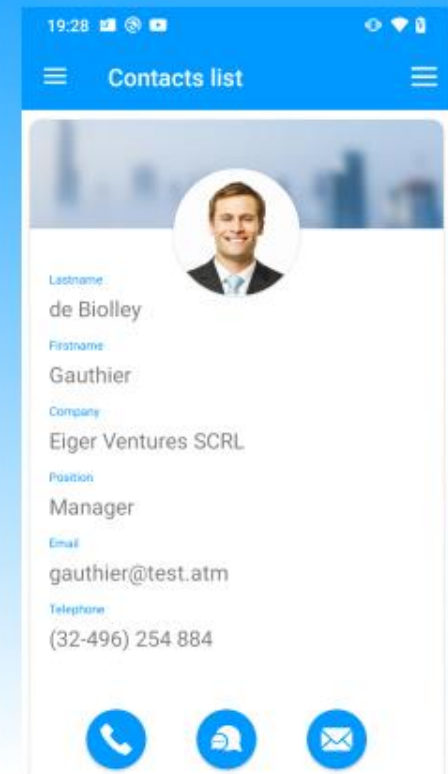 19:28
Contacts list
Lastname
de Biolley
Firstname
Gauthier
Company
Eiger Ventures SCRL
Position
Manager
Email
gauthier@test.atm
Telephone
(32-496) 254 884